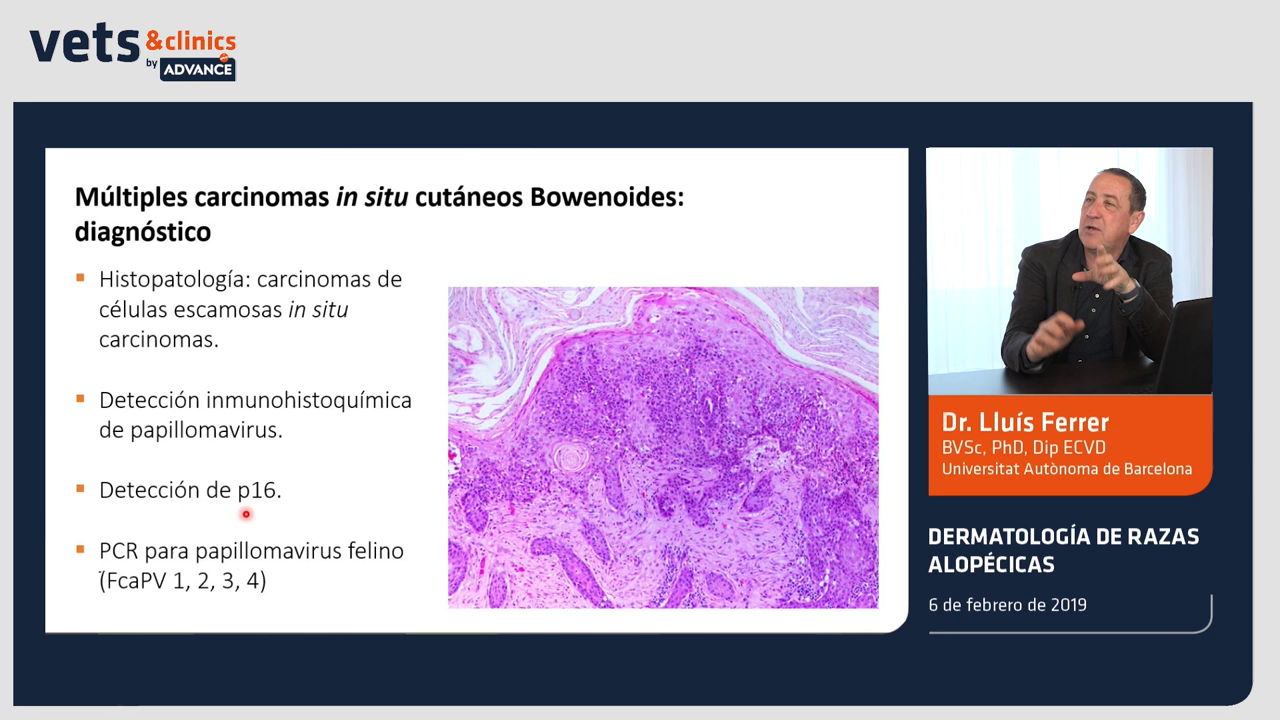 vets &clinics
by ADVANCE
Múltiples carcinomas in situ cutáneos Bowenoides:
diagnóstico
▪ Histopatología: carcinomas de
células escamosas in situ
carcinomas.
▪ Detección inmunohistoquímica
de papillomavirus.
▪ Detección de p16.
▪ PCR para papillomavirus felino
(FcaPV 1, 2, 3, 4)
Dr. Lluís Ferrer
BVSc, PhD, Dip ECVD
Universitat Autònoma de Barcelona
DERMATOLOGÍA DE RAZAS
ALOPÉCICAS
6 de febrero de 2019